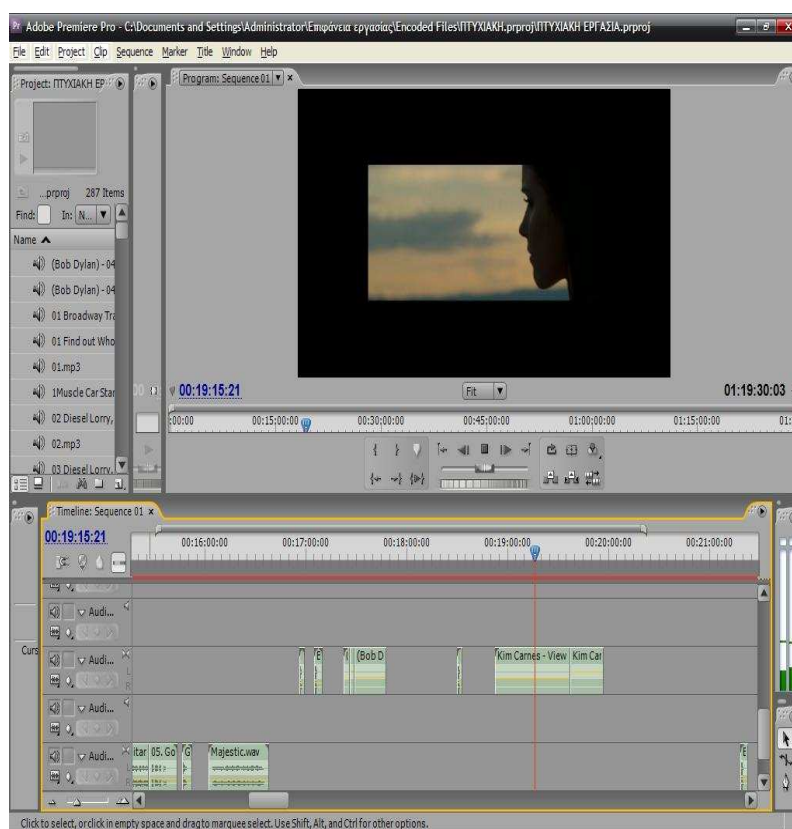 Adobe Premiere Pro - C:\Documents and Settings\Administrator\Επιφάνεια εργασίας\Encoded Files\ΠΤΥΧΙΑΚΗ.prproj\ΠΤΥΧΙΑΚΗ ΕΡΓΑΣΙΑ.prproj
File Edit Project Clip Sequence Marker Title Window Help
Project: ΠΤΥΧΙΑΚΗ ΕΡ
Program: Sequence 01
...prproj 287 Items
Find: In: N...
Name
(Bob Dylan) - 04
(Bob Dylan) - 04
01 Broadway Tra
01 Find out Who
01.mp3
1Muscle Car Star
02 Diesel Lorry,
02.mp3
03 Diesel Lorry,
00:19:15:21
Fit
01:19:30:03
:00:00 00:15:00:00 00:30:00:00 00:45:00:00 01:00:00:00 01:15:00:00 01:
Timeline: Sequence 01
00:19:15:21
00:16:00:00 00:17:00:00 00:18:00:00 00:19:00:00 00:20:00:00 00:21:00:00
Audi...
Curs
Audi...
L
R
(Bob D
Kim Carnes - View
Kim Car
Audi...
Audi...
itar
05. Go
G
Majestic.wav
E
Click to select, or click in empty space and drag to marquee select. Use Shift, Alt, and Ctrl for other options.